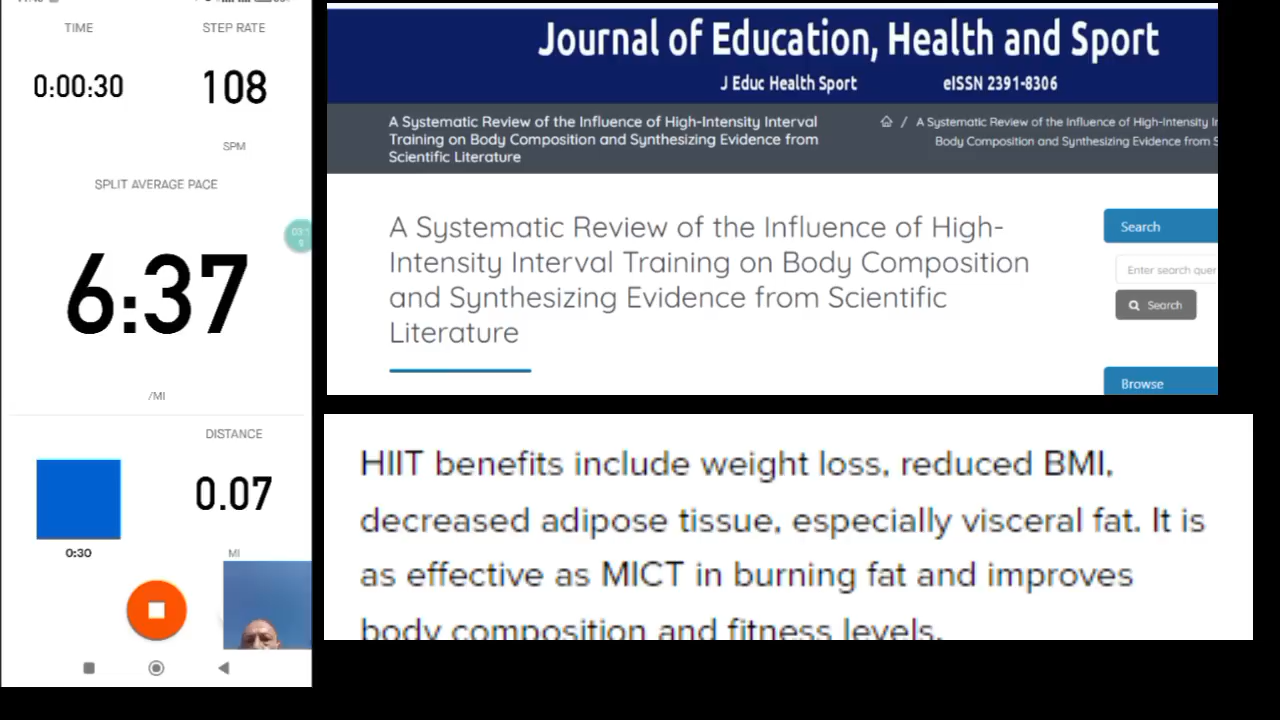 TIME
STEP RATE
0:00:30
108
SPM
SPLIT AVERAGE PACE
6:37
/MI
DISTANCE
0.07
0:30
MI
Journal of Education, Health and Sport
J Educ Health Sport
eISSN 2391-8306
A Systematic Review of the Influence of High-Intensity Interval
Training on Body Composition and Synthesizing Evidence from
Scientific Literature
/ A Systematic Review of the Influence of High-Intensity
Body Composition and Synthesizing Evidence from
A Systematic Review of the Influence of High-
Intensity Interval Training on Body Composition
and Synthesizing Evidence from Scientific
Literature
Search
Enter search quer
Search
Browse
HIIT benefits include weight loss, reduced BMI,
decreased adipose tissue, especially visceral fat. It is
as effective as MICT in burning fat and improves
body composition and fitness levels.